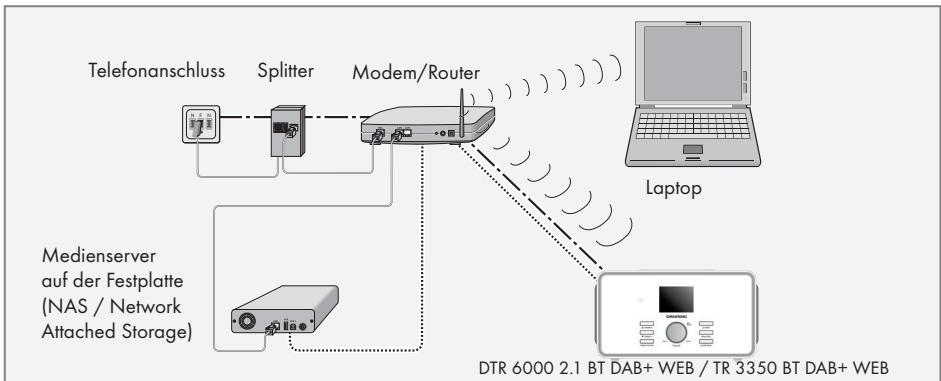 Telefonanschluss
Splitter
Modem/Router
N F N
Laptop
Medienserver
auf der Festplatte
(NAS / Network
Attached Storage)
GRUNDIG
DTR 6000 2.1 BT DAB+ WEB / TR 3350 BT DAB+ WEB